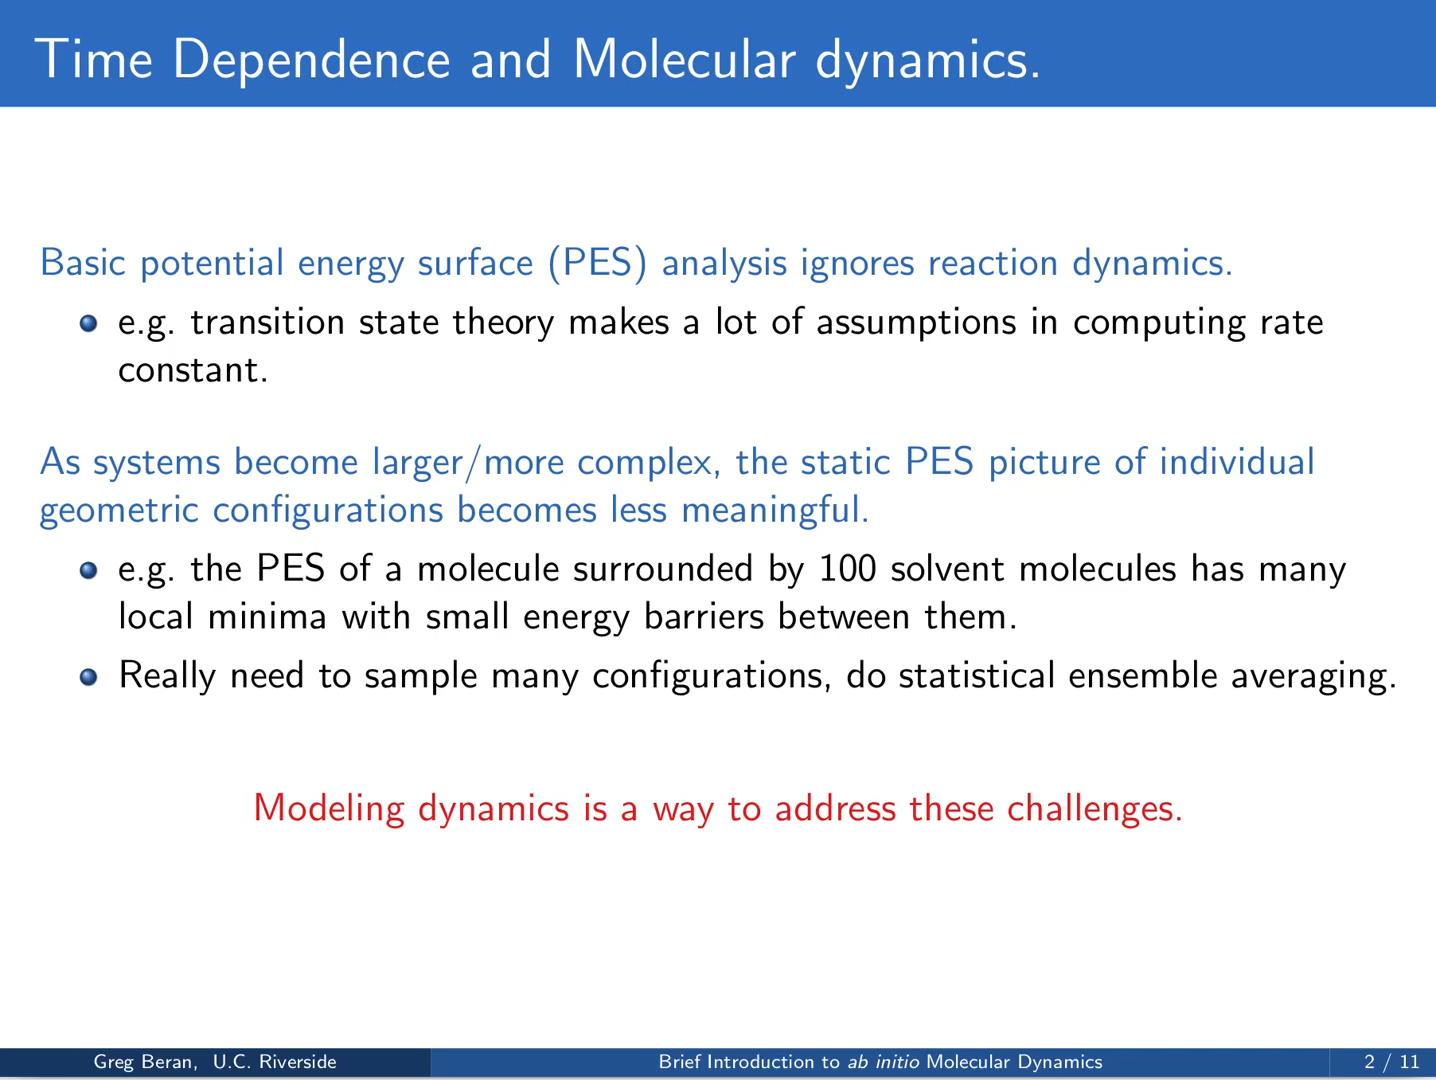 Time Dependence and Molecular dynamics.
Basic potential energy surface (PES) analysis ignores reaction dynamics.
e.g. transition state theory makes a lot of assumptions in computing rate
constant.
As systems become larger/more complex, the static PES picture of individual
geometric configurations becomes less meaningful.
e.g. the PES of a molecule surrounded by 100 solvent molecules has many
local minima with small energy barriers between them.
Really need to sample many configurations, do statistical ensemble averaging.
Modeling dynamics is a way to address these challenges.
Greg Beran, U.C. Riverside
Brief Introduction to ab initio Molecular Dynamics
2 / 11